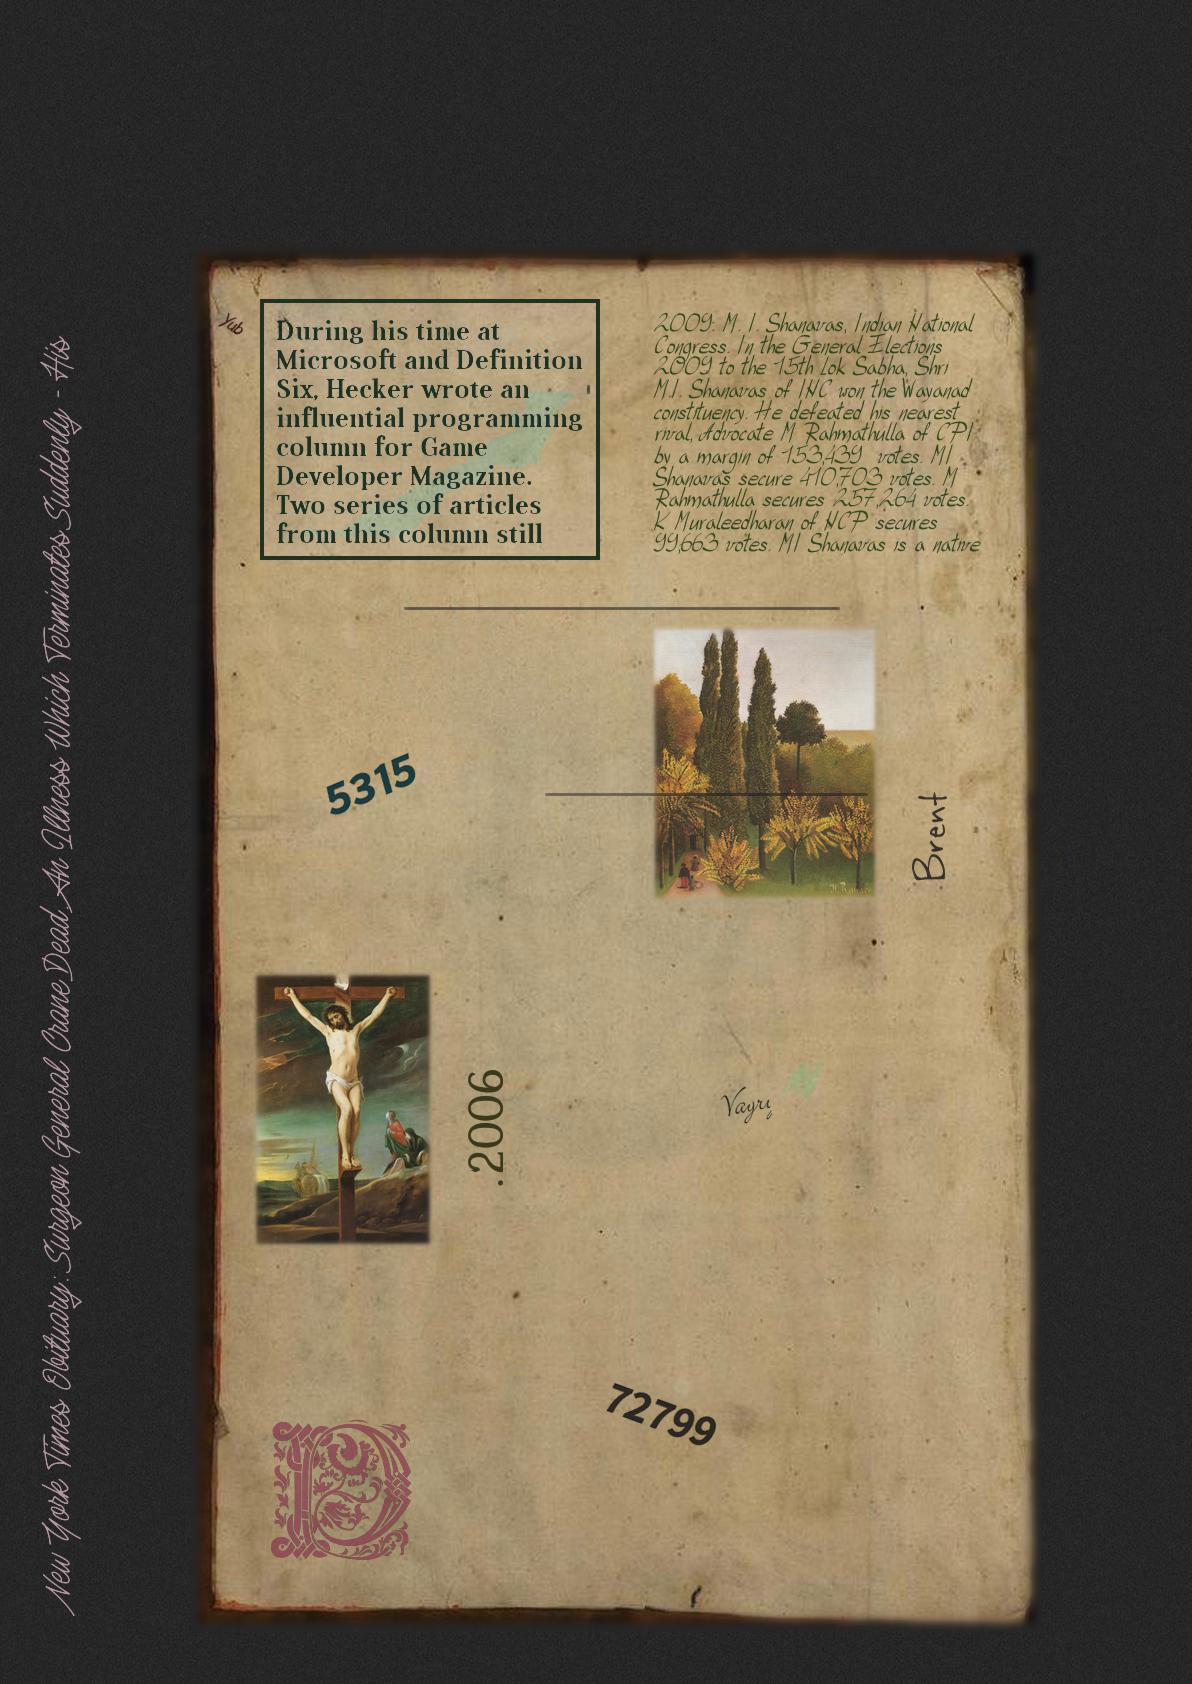 New York Times Obituary: Surgeon General Crane Dead, An Illness Which Terminates Suddenly - His
Yub
During his time at
Microsoft and Definition
Six, Hecker wrote an
influential programming
column for Game
Developer Magazine.
Two series of articles
from this column still
2009: M. I. Shanavas, Indian National
Congress. In the General Elections
2009 to the 15th Lok Sabha, Shri
M.I. Shanavas of INC won the Wayanad
constituency. He defeated his nearest
rival, Advocate M Rahmathulla of CPI
by a margin of 153,439 votes. MI
Shanavas secure 410,703 votes. M
Rahmathulla secures 257,264 votes.
K Muraleedharan of NCP secures
99,663 votes. MI Shanavas is a native
5315
Brent
.2006
Vayry
72799
P